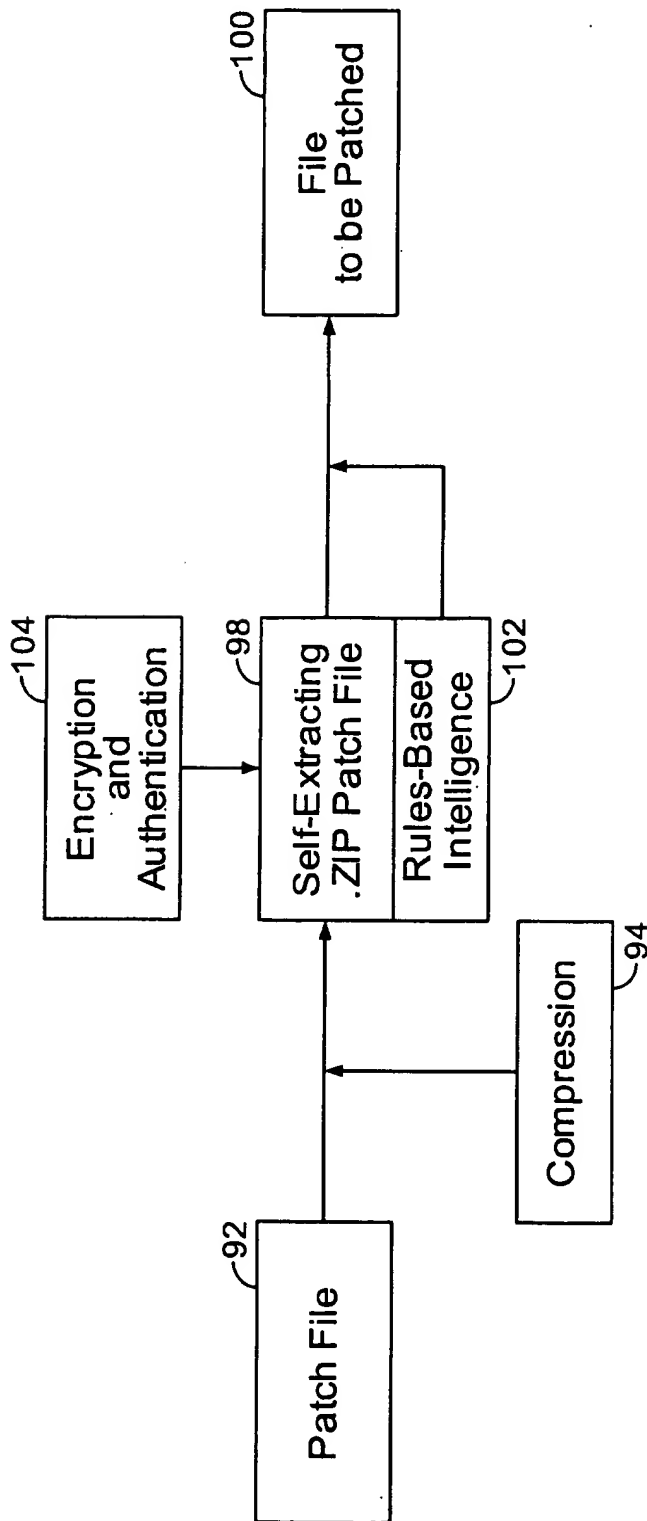 Patch File
92
Compression
94
Encryption
and
Authentication
104
Self-Extracting
.ZIP Patch File
98
Rules-Based
Intelligence
102
File
to be Patched
100